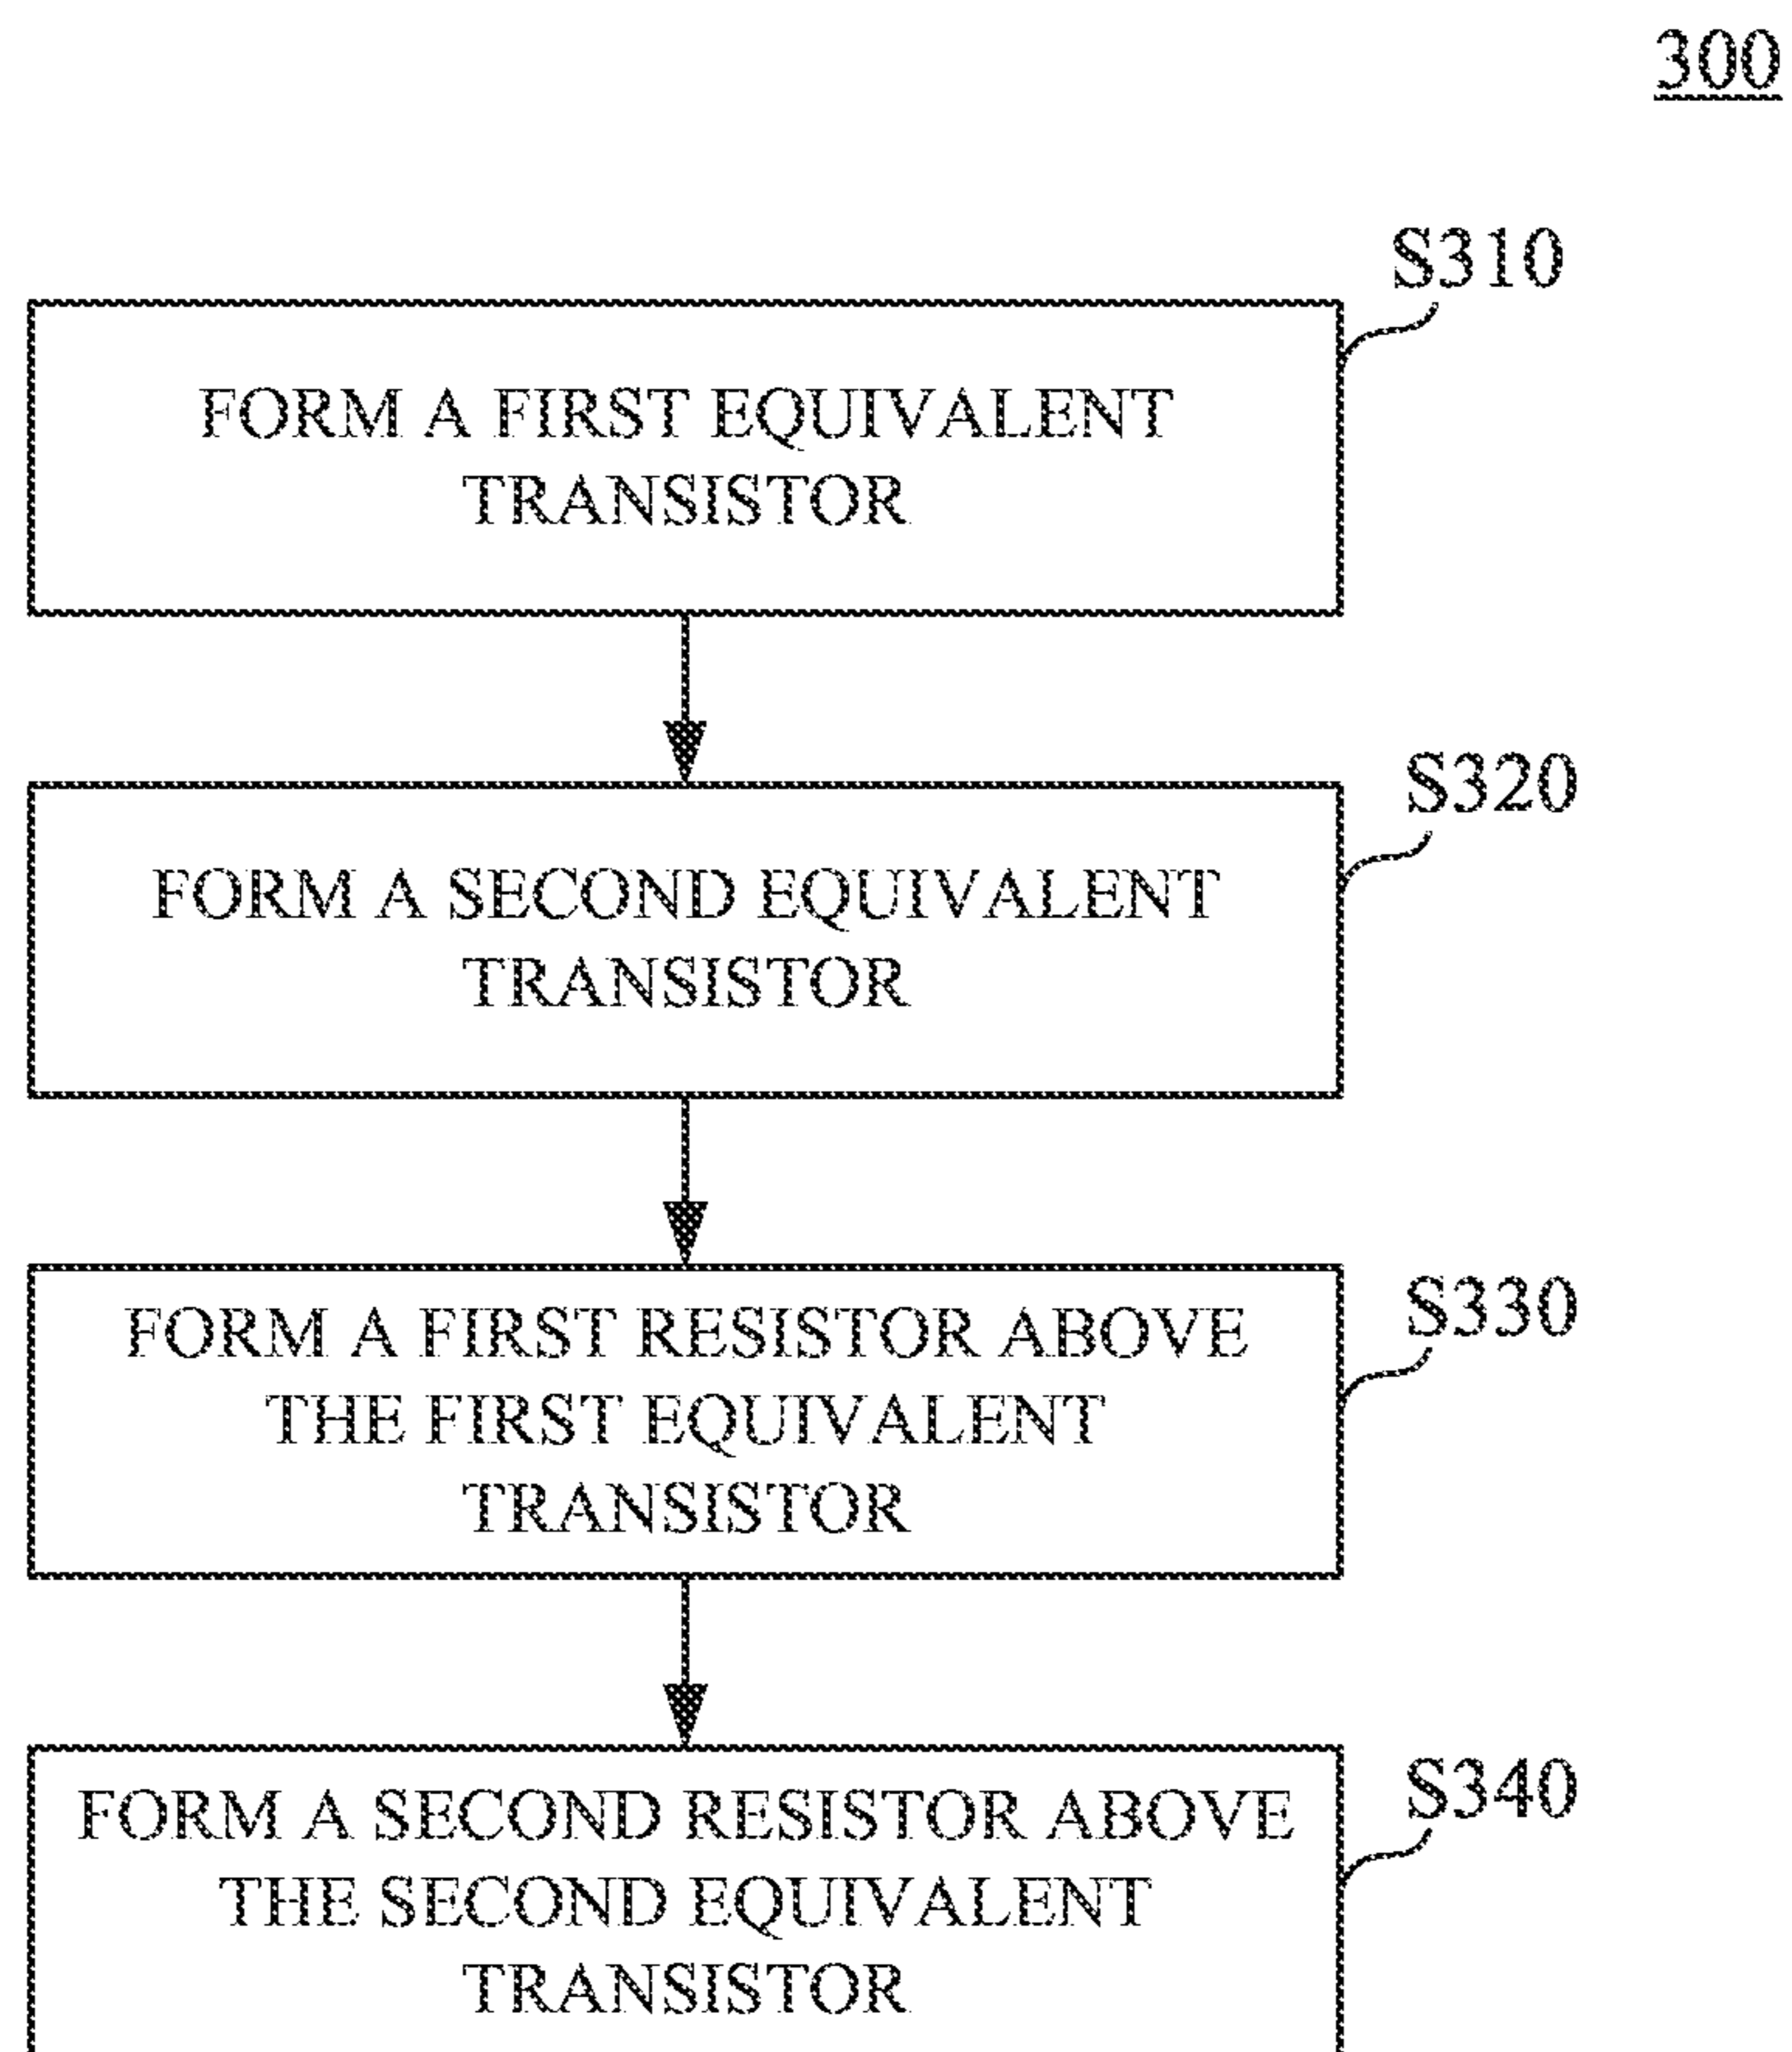 300
S310
FORM A FIRST EQUIVALENT
TRANSISTOR
S320
FORM A SECOND EQUIVALENT
TRANSISTOR
S330
FORM A FIRST RESISTOR ABOVE
THE FIRST EQUIVALENT
TRANSISTOR
S340
FORM A SECOND RESISTOR ABOVE
THE SECOND EQUIVALENT
TRANSISTOR